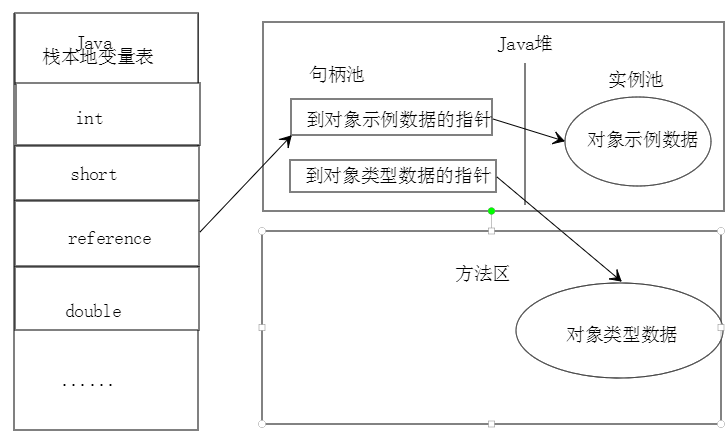 Java
栈本地变量表
int
short
reference
double
......
Java堆
句柄池
实例池
到对象示例数据的指针
对象示例数据
到对象类型数据的指针
方法区
对象类型数据